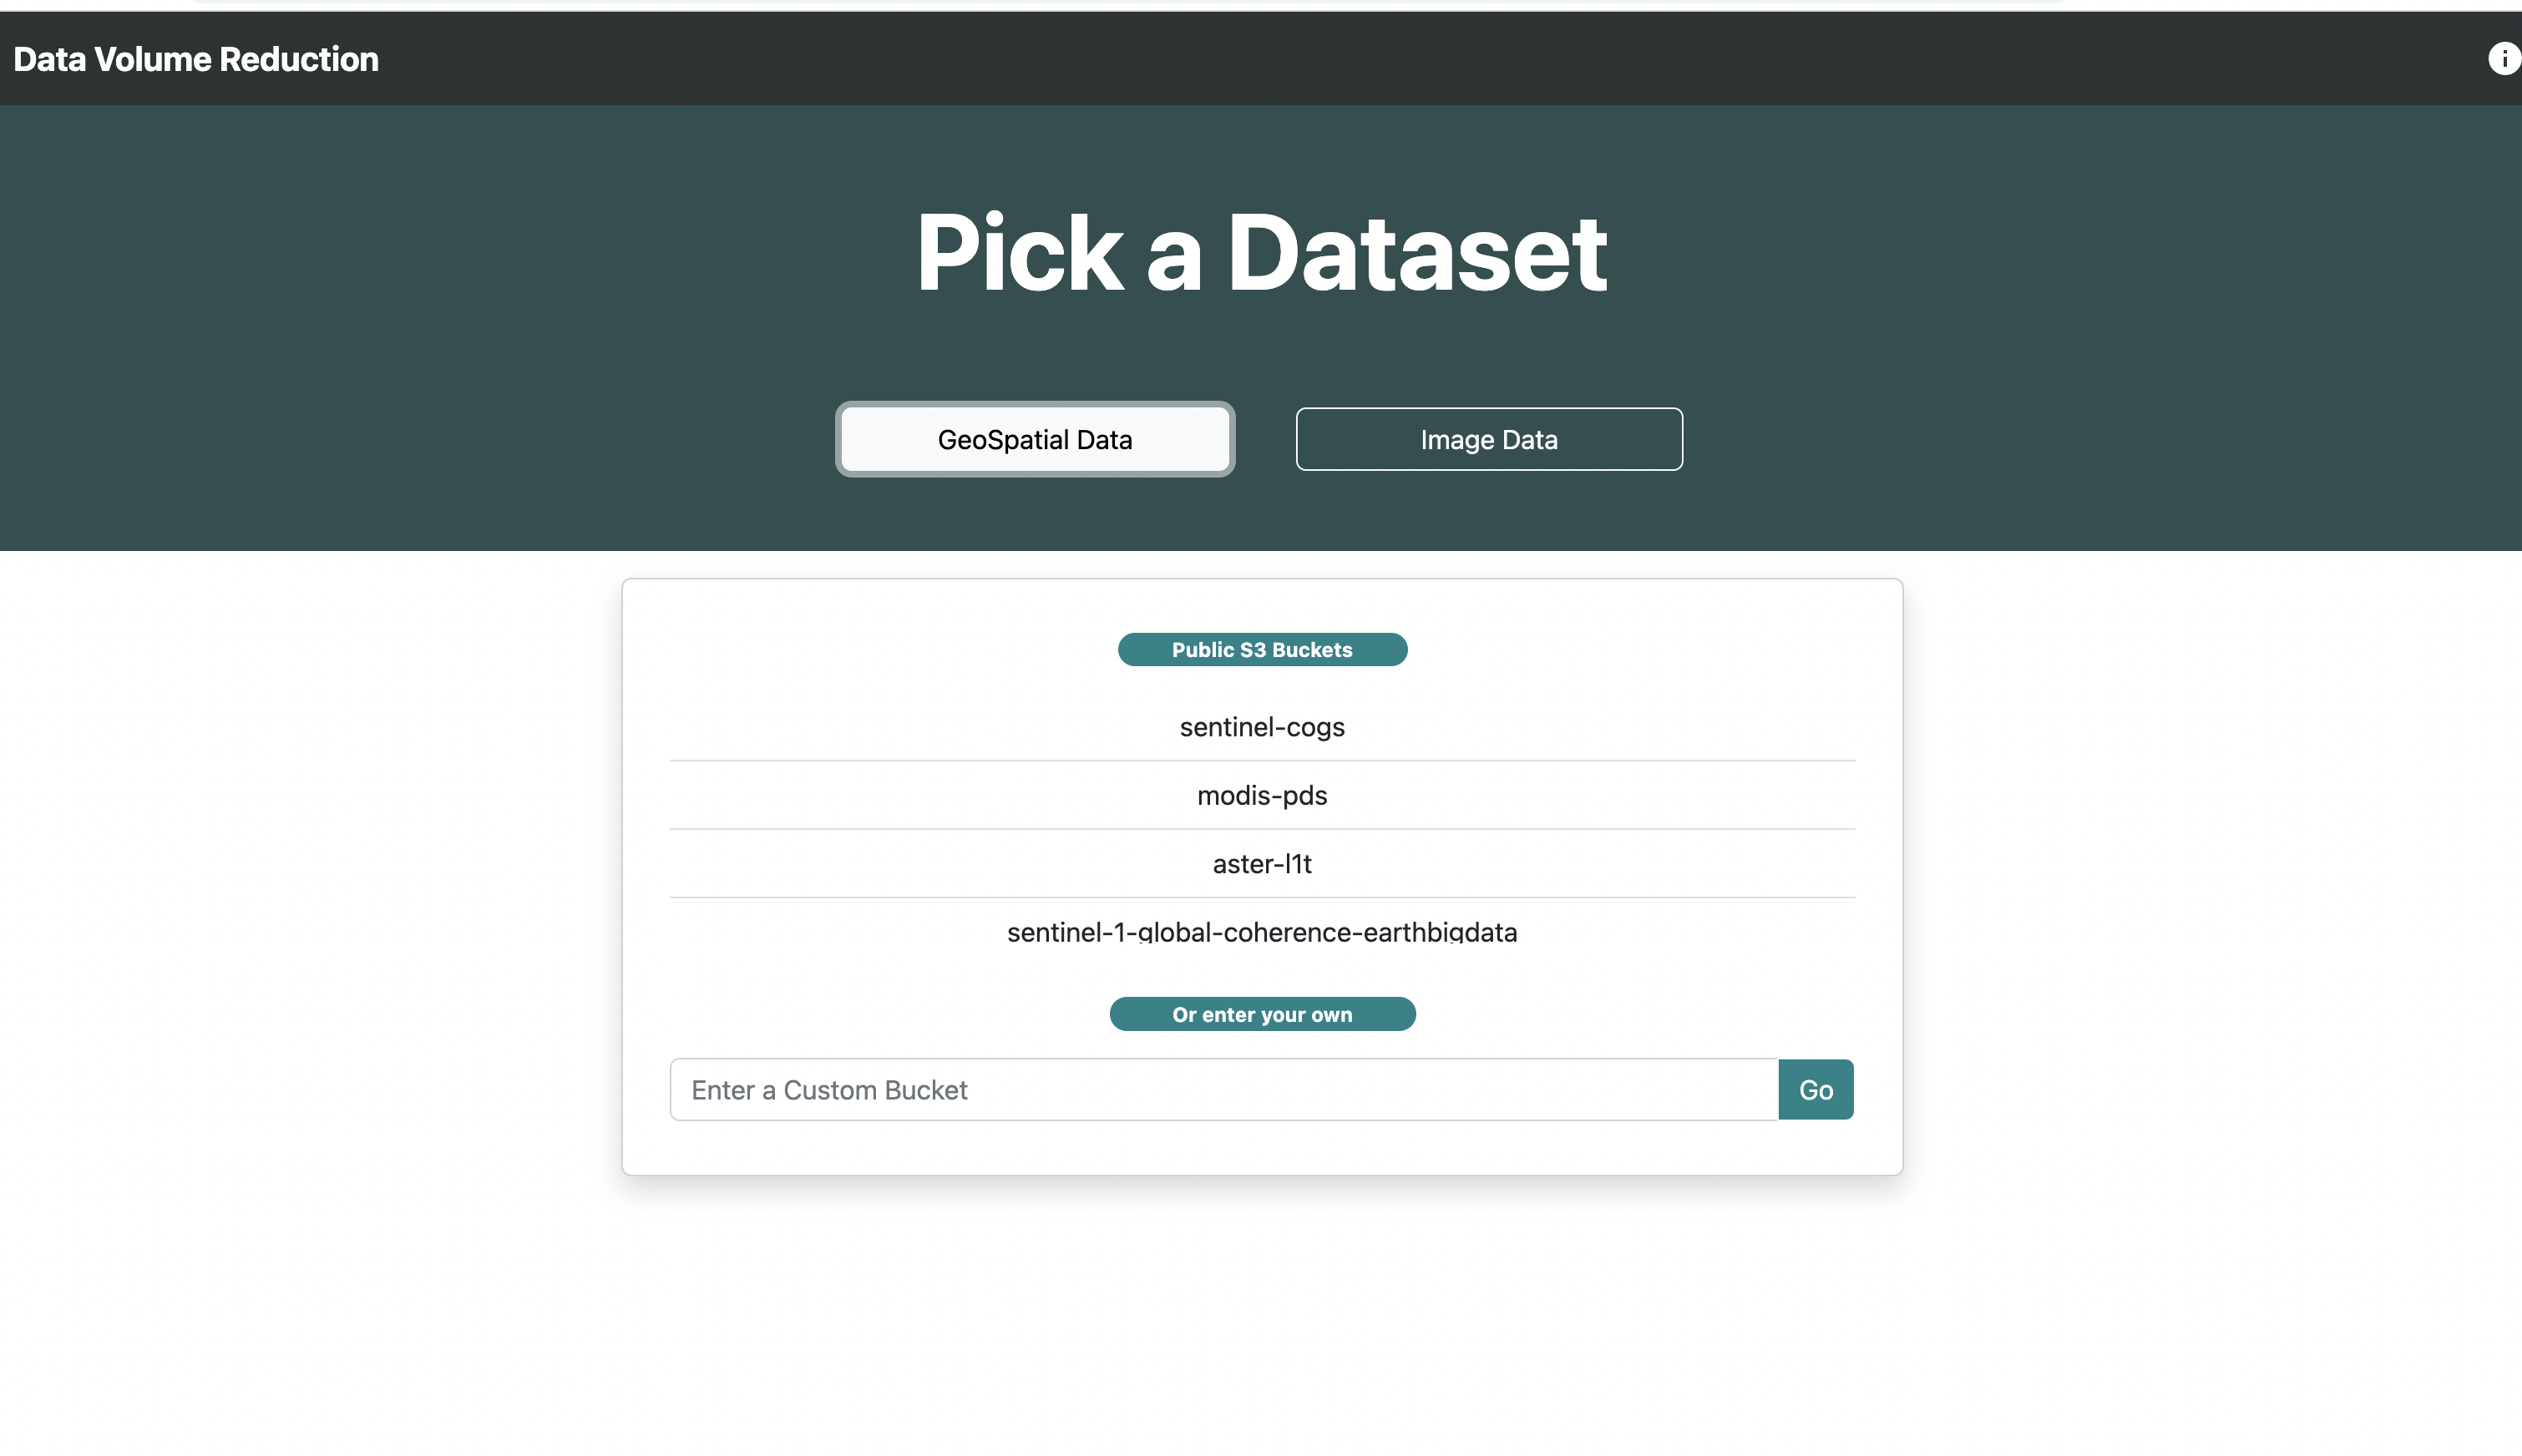 Data Volume Reduction
i
Pick a Dataset
GeoSpatial Data
Image Data
Public S3 Buckets
sentinel-cogs
modis-pds
aster-l1t
sentinel-1-global-coherence-earthbigdata
Or enter your own
Enter a Custom Bucket
Go